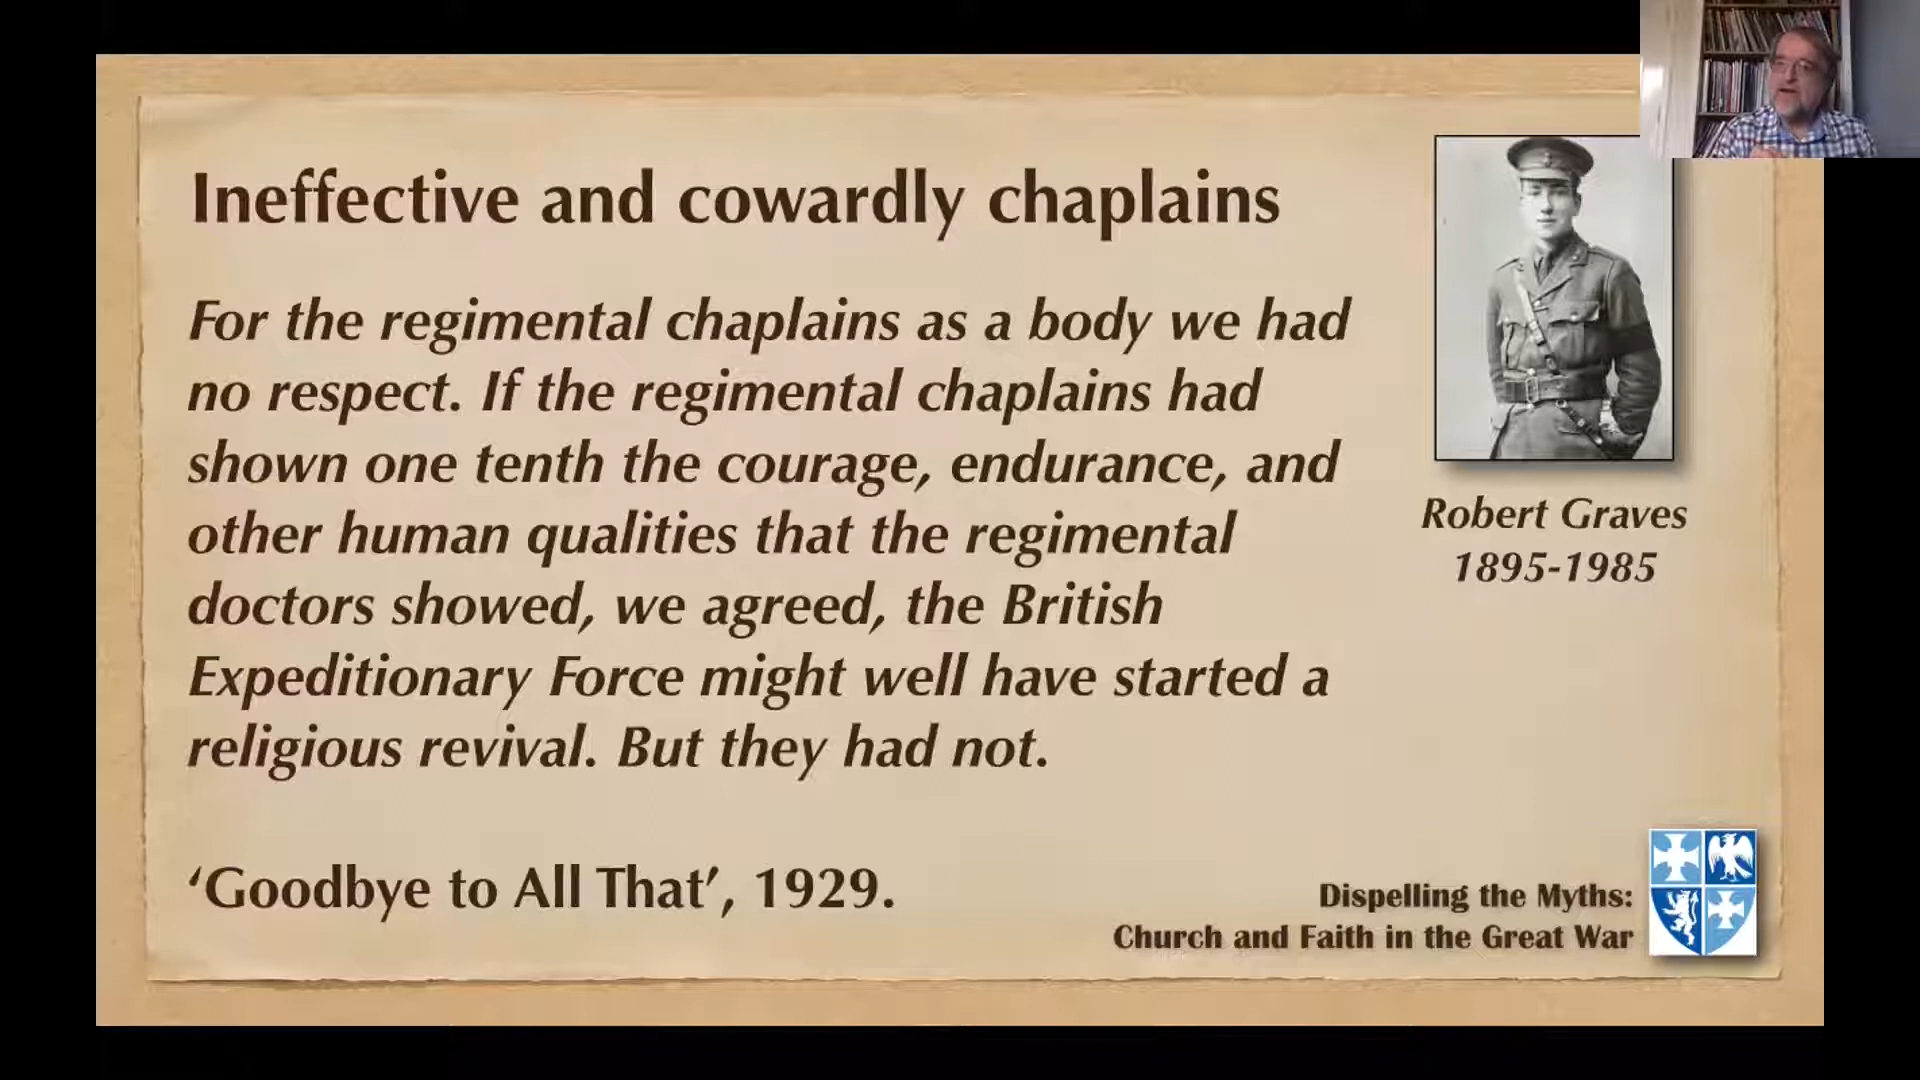 Ineffective and cowardly chaplains
For the regimental chaplains as a body we had
no respect. If the regimental chaplains had
shown one tenth the courage, endurance, and
other human qualities that the regimental
doctors showed, we agreed, the British
Expeditionary Force might well have started a
religious revival. But they had not.
‘Goodbye to All That’, 1929.
Robert Graves
1895-1985
Dispelling the Myths:
Church and Faith in the Great War